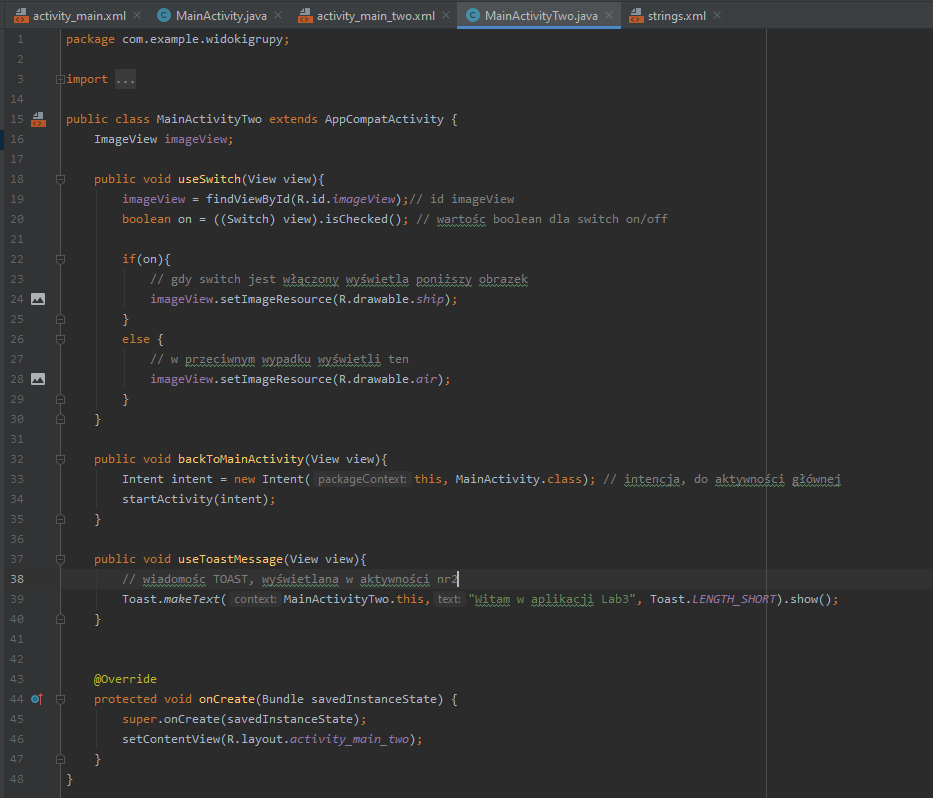 activity_main.xml MainActivity.java activity_main_two.xml MainActivityTwo.java strings.xml
1 package com.example.widokigrupy;
2
3 import ...
14
15 public class MainActivityTwo extends AppCompatActivity {
16 ImageView imageView;
17
18 public void useSwitch(View view){
19 imageView = findViewById(R.id.imageView);// id imageView
20 boolean on = ((Switch) view).isChecked(); // wartośc boolean dla switch on/off
21
22 if(on){
23 // gdy switch jest włączony wyświetla poniższy obrazek
24 imageView.setImageResource(R.drawable.ship);
25 }
26 else {
27 // w przeciwnym wypadku wyświetli ten
28 imageView.setImageResource(R.drawable.air);
29 }
30 }
31
32 public void backToMainActivity(View view){
33 Intent intent = new Intent( packageContext: this, MainActivity.class); // intencja, do aktywności głównej
34 startActivity(intent);
35 }
36
37 public void useToastMessage(View view){
38 // wiadomośc TOAST, wyświetlana w aktywności nr2
39 Toast.makeText( context: MainActivityTwo.this, text: "Witam w aplikacji Lab3", Toast.LENGTH_SHORT).show();
40 }
41
42
43 @Override
44 protected void onCreate(Bundle savedInstanceState) {
45 super.onCreate(savedInstanceState);
46 setContentView(R.layout.activity_main_two);
47 }
48 }